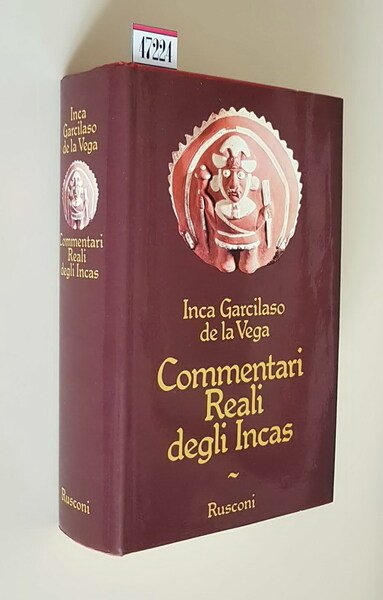 47224
Inca
Garcilaso
de la Vega
Commentari
Reali
degli Incas
Rusconi
Inca Garcilaso
de la Vega
Commentari
Reali
degli Incas
~
Rusconi